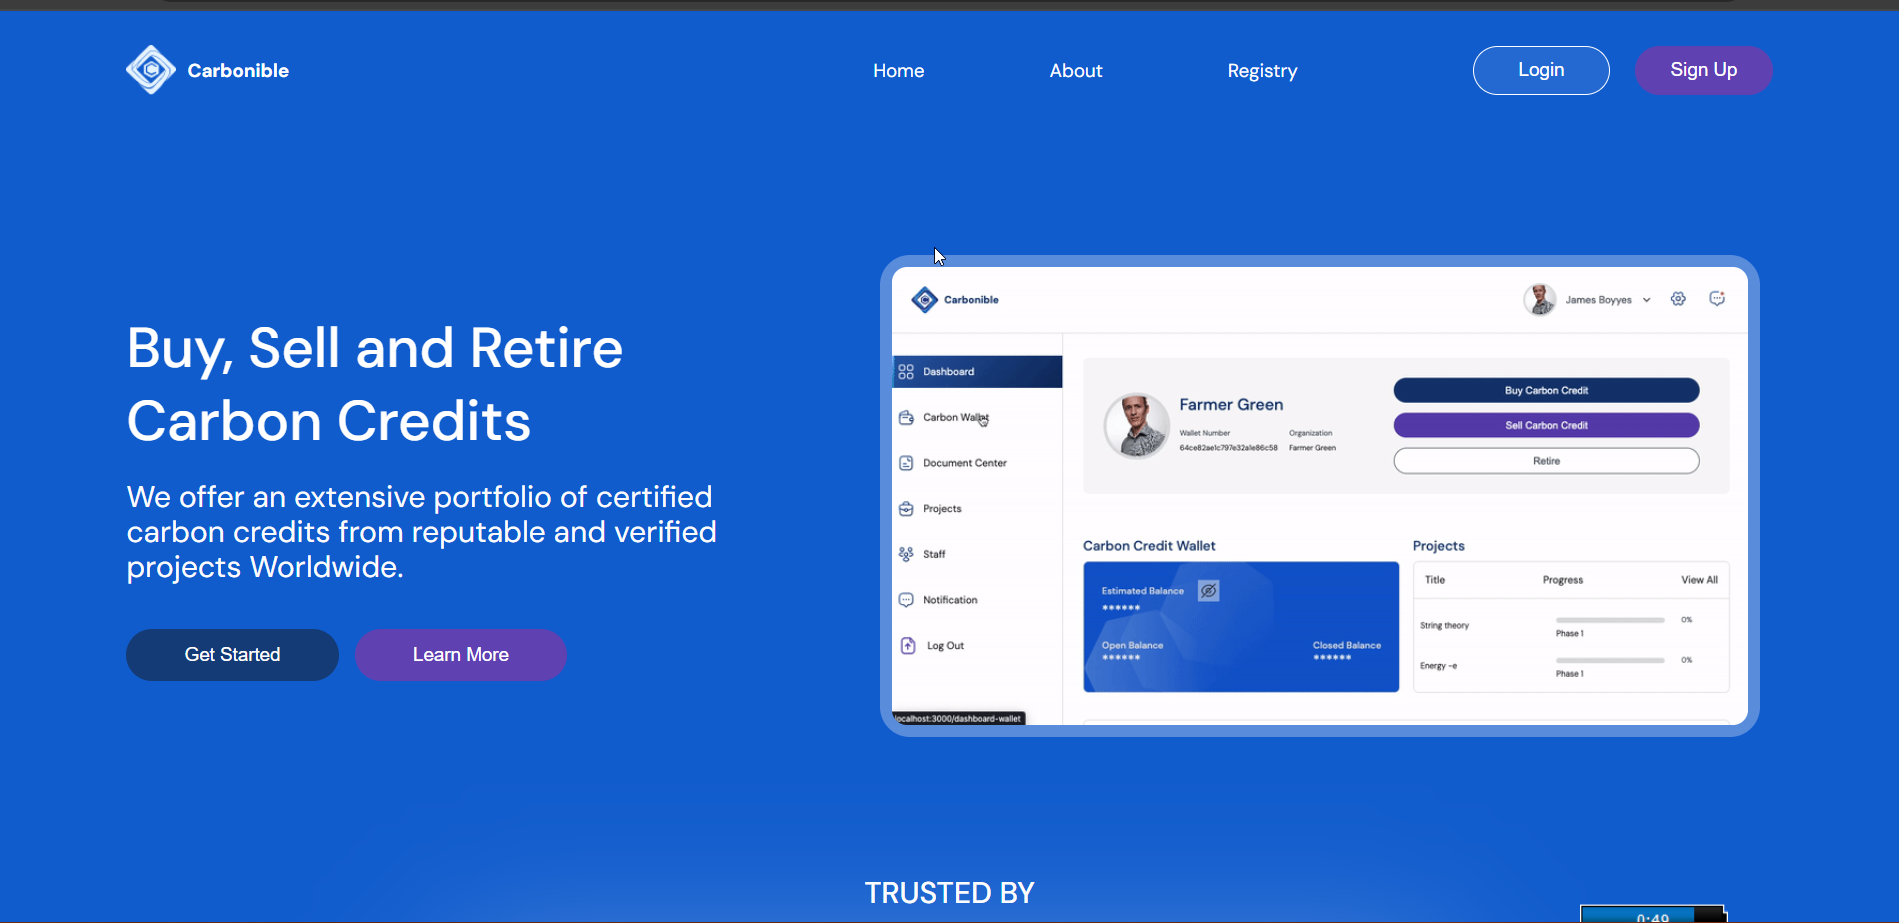 Carbonible
Home
About
Registry
Login
Sign Up
Buy, Sell and Retire
Carbon Credits
We offer an extensive portfolio of certified
carbon credits from reputable and verified
projects Worldwide.
Get Started
Learn More
Carbonible
James Boyyes
Dashboard
Carbon Wallet
Document Center
Projects
Staff
Notification
Log Out
localhost:3000/dashboard-wallet
Farmer Green
Wallet Number
64ce82ae1c797e32a1e86c58
Organization
Farmer Green
Buy Carbon Credit
Sell Carbon Credit
Retire
Carbon Credit Wallet
Estimated Balance
******
Open Balance
******
Closed Balance
******
Projects
Title
Progress
View All
String theory
Phase 1
0%
Energy -e
Phase 1
0%
TRUSTED BY
0:49